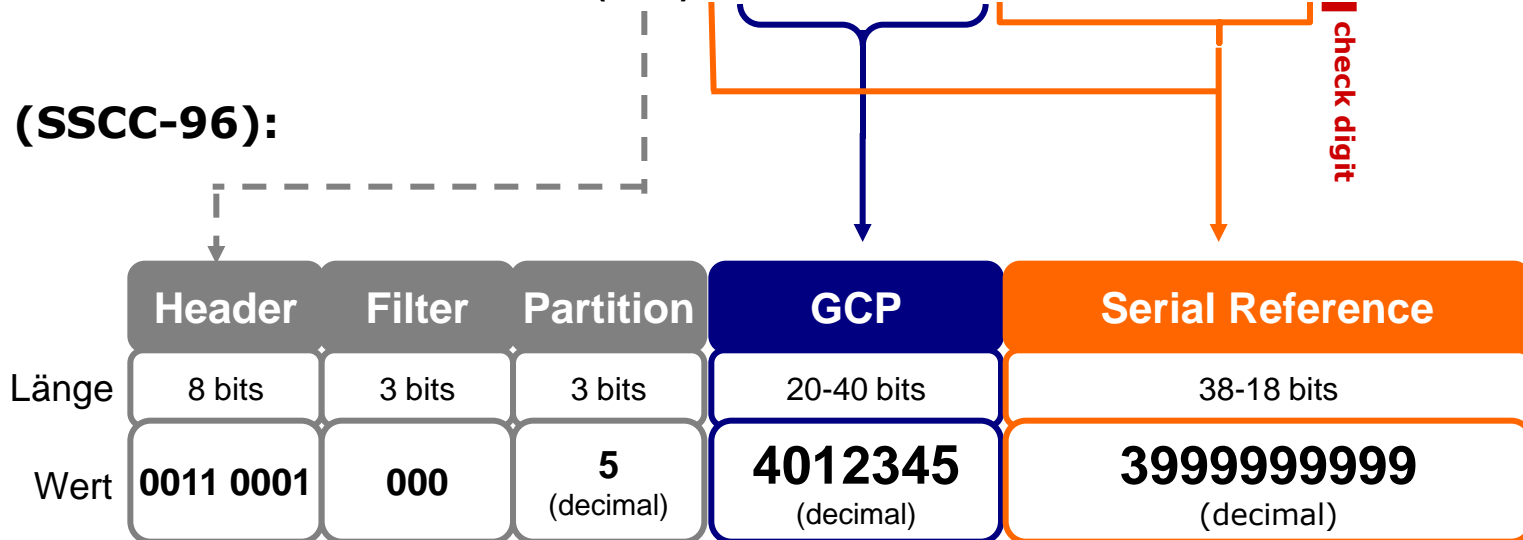 check digit
(SSCC-96):
Header Filter Partition GCP Serial Reference
Länge 8 bits 3 bits 3 bits 20-40 bits 38-18 bits
Wert 0011 0001 000 5 (decimal) 4012345 (decimal) 3999999999 (decimal)